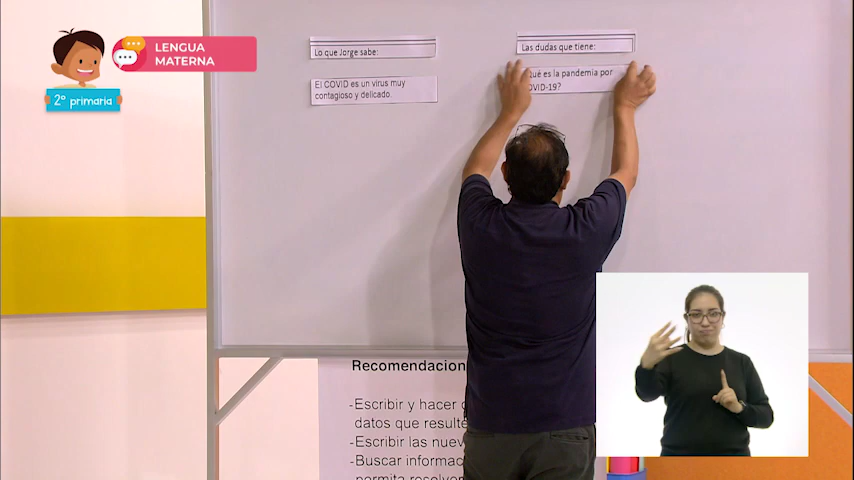 LENGUA
MATERNA
2° primaria
Lo que Jorge sabe:
El COVID es un virus muy
contagioso y delicado.
Las dudas que tiene:
ué es la pandemia por
OVID-19?
Recomendacion
-Escribir y hacer
datos que resulte
-Escribir las nuev
-Buscar informac
permita resolver